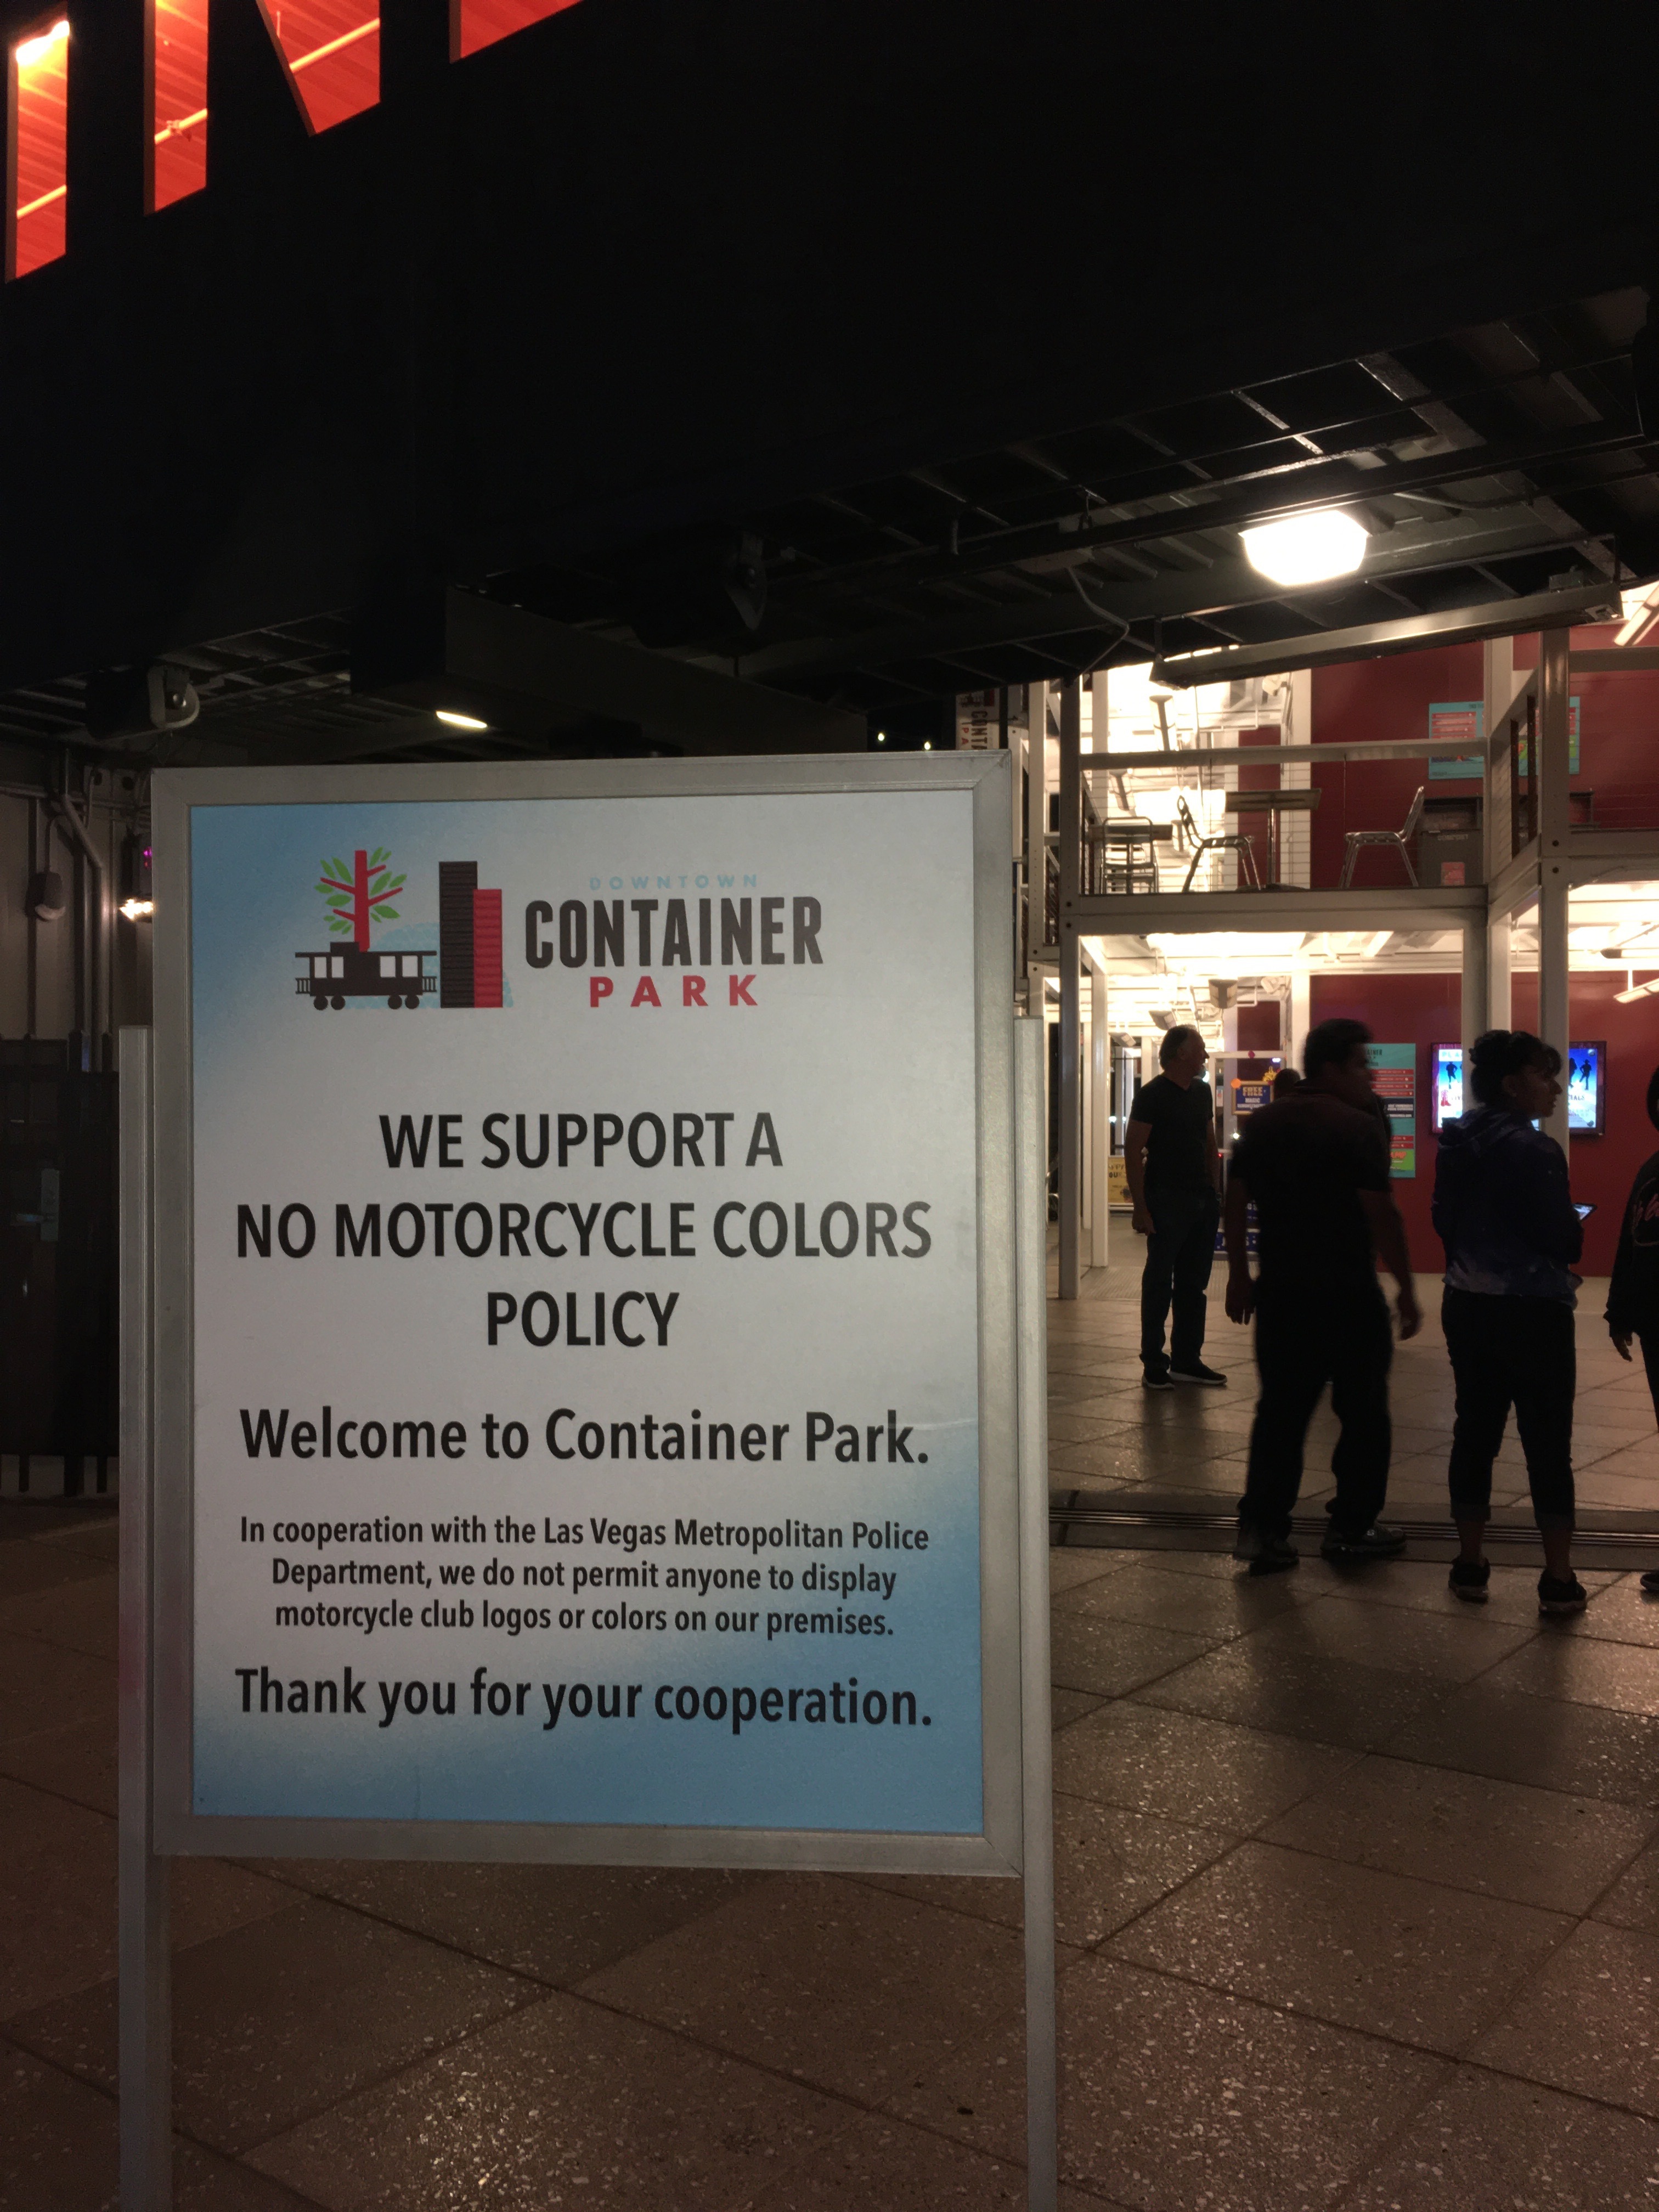 DOWNTOWN
CONTAINER
PARK
WE SUPPORT A
NO MOTORCYCLE COLORS
POLICY
Welcome to Container Park.
In cooperation with the Las Vegas Metropolitan Police
Department, we do not permit anyone to display
motorcycle club logos or colors on our premises.
Thank you for your cooperation.
FREE